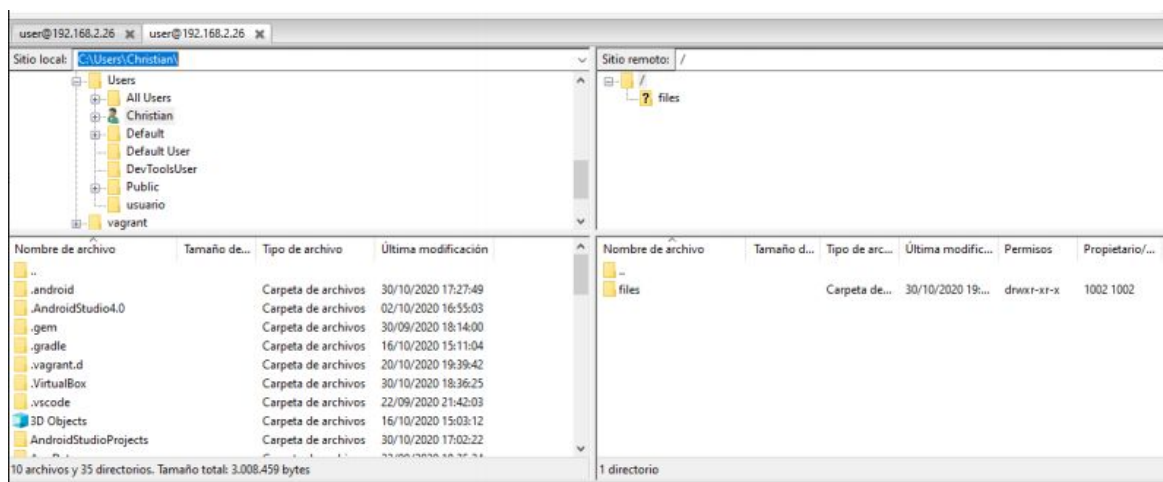 user@192.168.2.26 user@192.168.2.26
Sitio local: C:\Users\Christian\
Users
All Users
Christian
Default
Default User
DevToolsUser
Public
usuario
vagrant
Sitio remoto: /
/
? files
Nombre de archivo Tamaño de... Tipo de archivo Última modificación
..
.android Carpeta de archivos 30/10/2020 17:27:49
.AndroidStudio4.0 Carpeta de archivos 02/10/2020 16:55:03
.gem Carpeta de archivos 30/09/2020 18:14:00
.gradle Carpeta de archivos 16/10/2020 15:11:04
.vagrant.d Carpeta de archivos 20/10/2020 19:39:42
.VirtualBox Carpeta de archivos 30/10/2020 18:36:25
.vscode Carpeta de archivos 22/09/2020 21:42:03
3D Objects Carpeta de archivos 16/10/2020 15:03:12
AndroidStudioProjects Carpeta de archivos 30/10/2020 17:02:22
10 archivos y 35 directorios. Tamaño total: 3.008.459 bytes
Nombre de archivo Tamaño d... Tipo de arc... Última modific... Permisos Propietario/...
..
files Carpeta de... 30/10/2020 19:... drwxr-xr-x 1002 1002
1 directorio